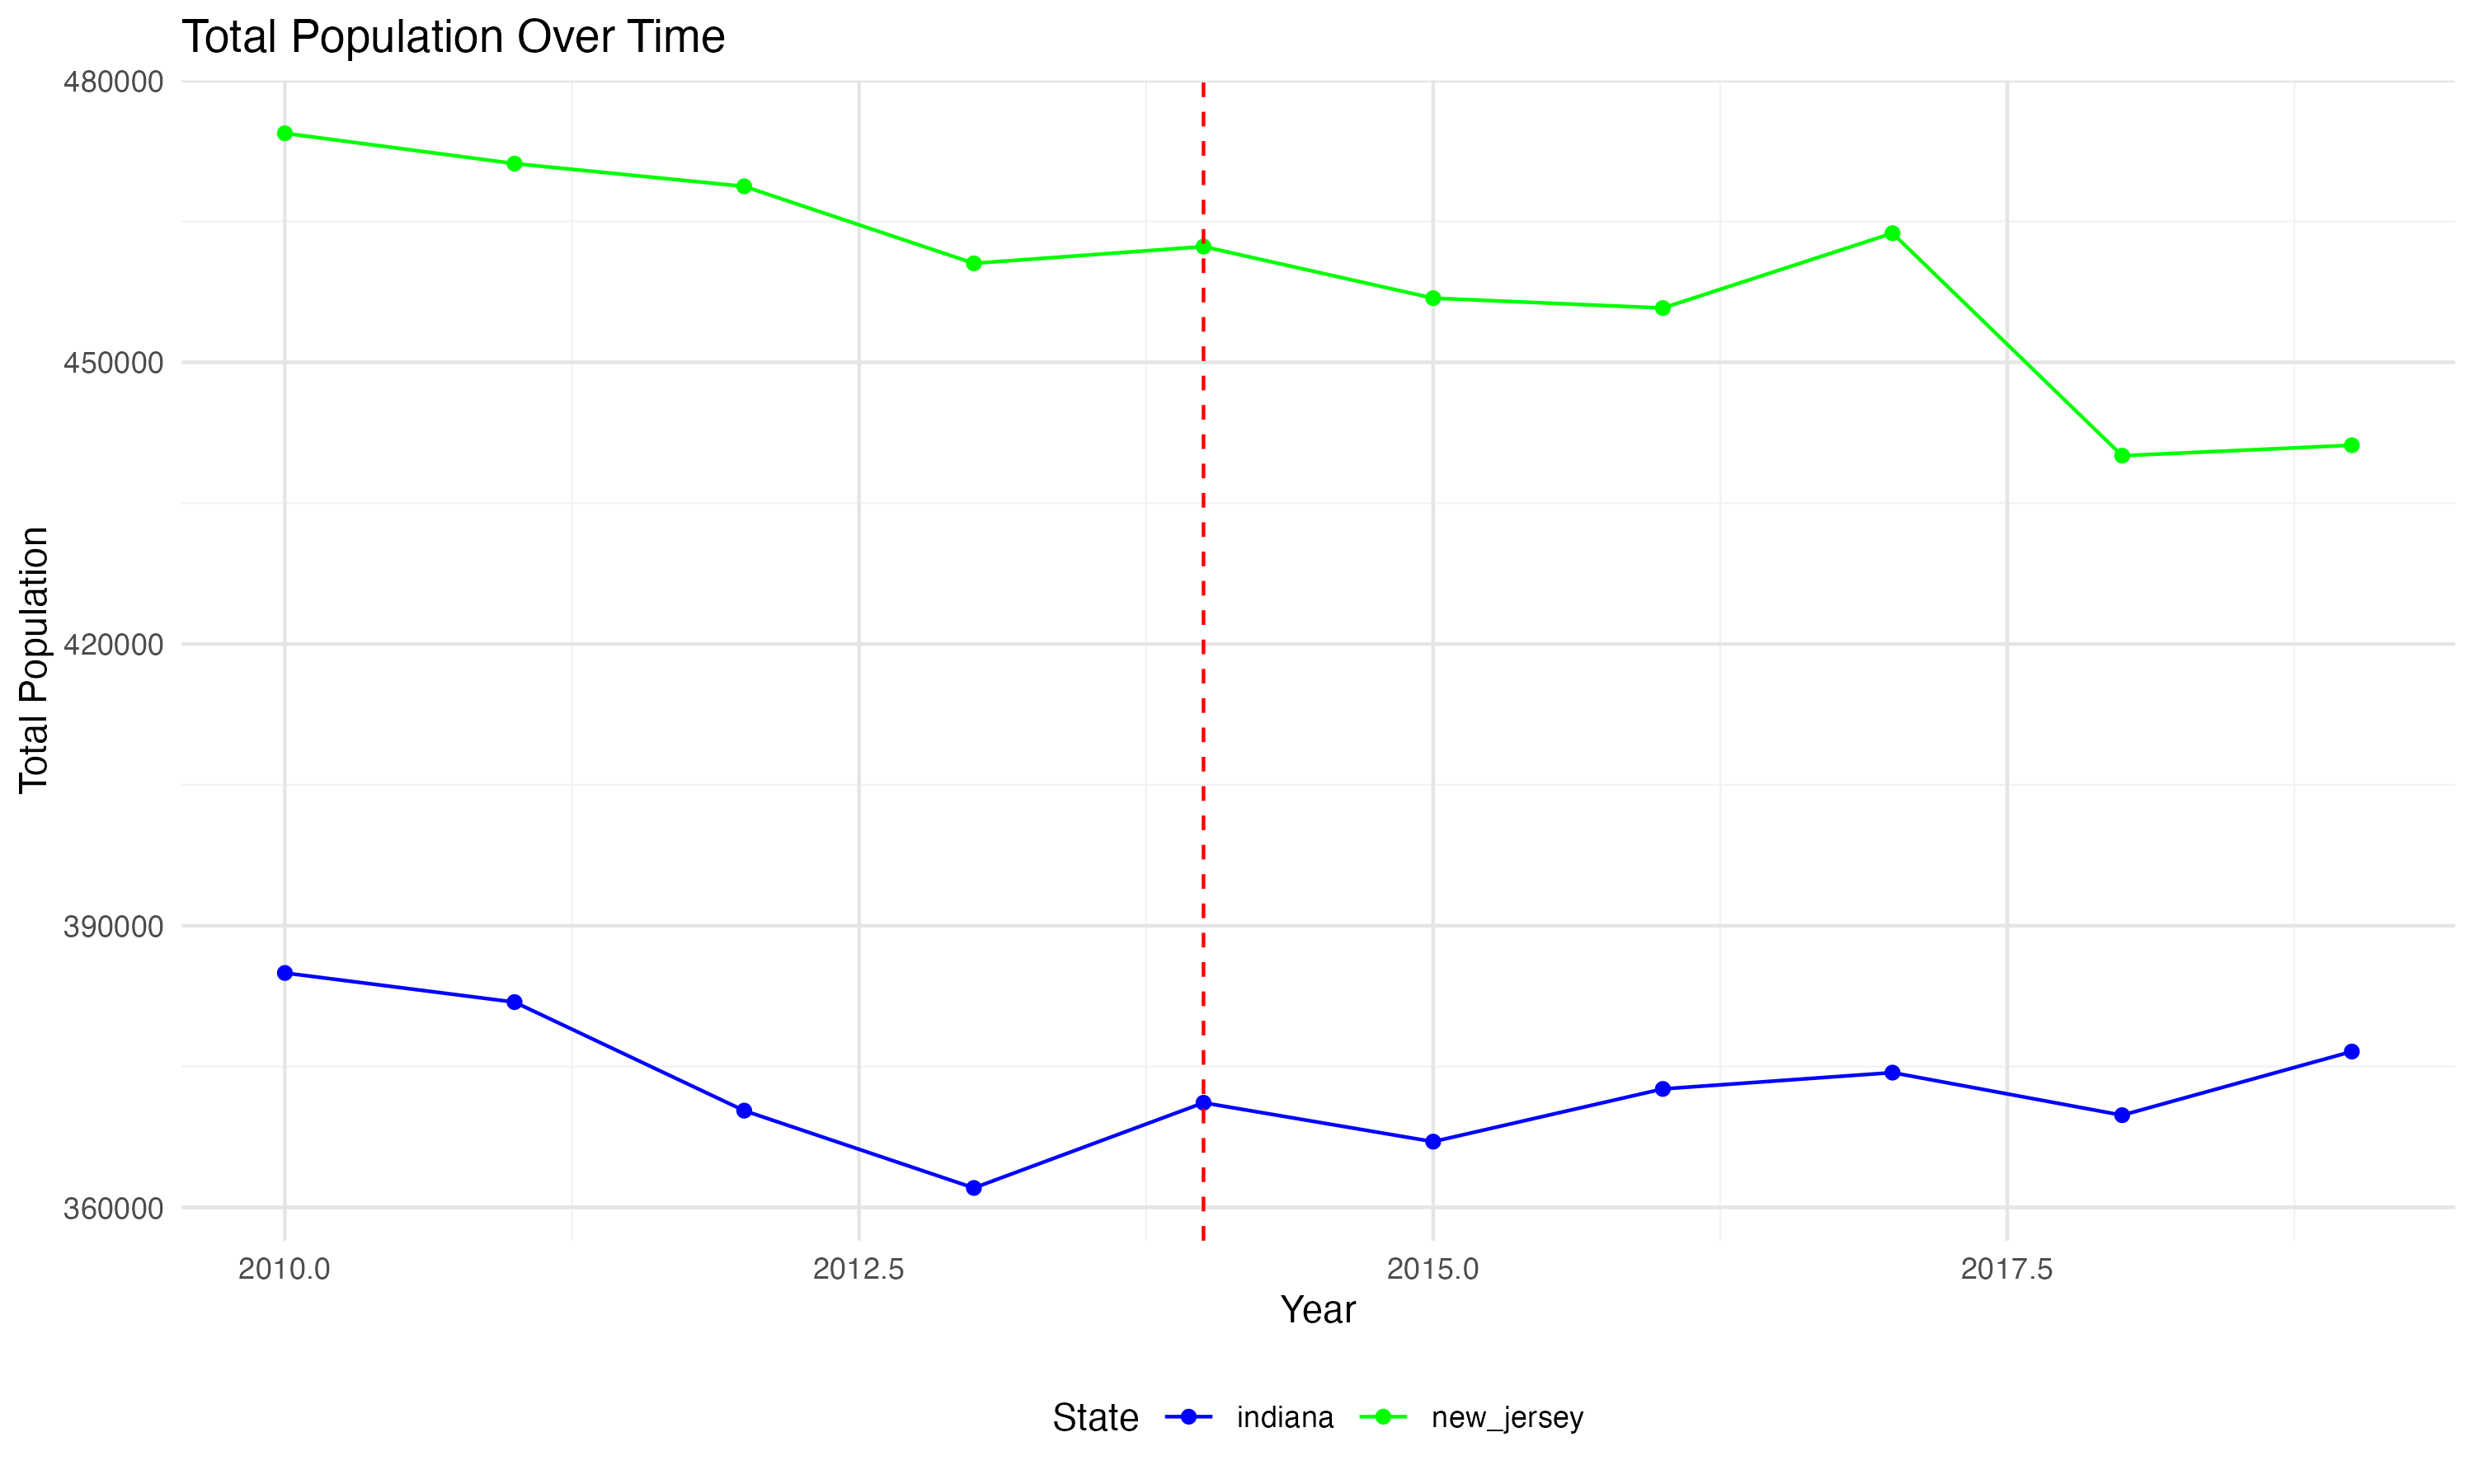 Total Population Over Time
480000
450000
420000
390000
360000
Total Population
2010.0 2012.5 2015.0 2017.5
Year
State indiana new_jersey